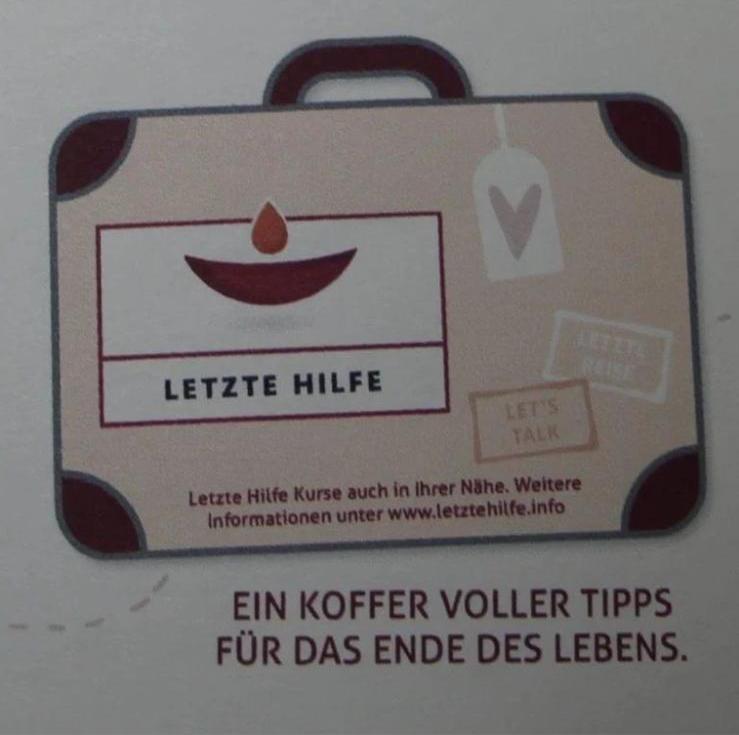 LETZTE HILFE
LETZTE
REISE
LET'S
TALK
Letzte Hilfe Kurse auch in Ihrer Nähe. Weitere
Informationen unter www.letztehilfe.info
EIN KOFFER VOLLER TIPPS
FÜR DAS ENDE DES LEBENS.